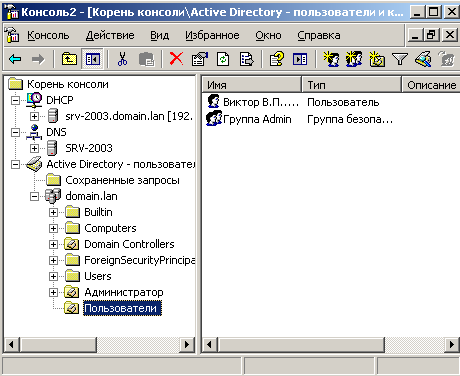 Консоль2 - [Корень консоли\Active Directory - пользователи и к...
Консоль Действие Вид Избранное Окно Справка
Корень консоли
DHCP
srv-2003.domain.lan [192.
DNS
SRV-2003
Active Directory - пользовател
Сохраненные запросы
domain.lan
Builtin
Computers
Domain Controllers
ForeignSecurityPrincipa
Users
Администратор
Пользователи
Имя Тип Описание
Виктор В.П.... Пользователь
Группа Admin Группа безопа...